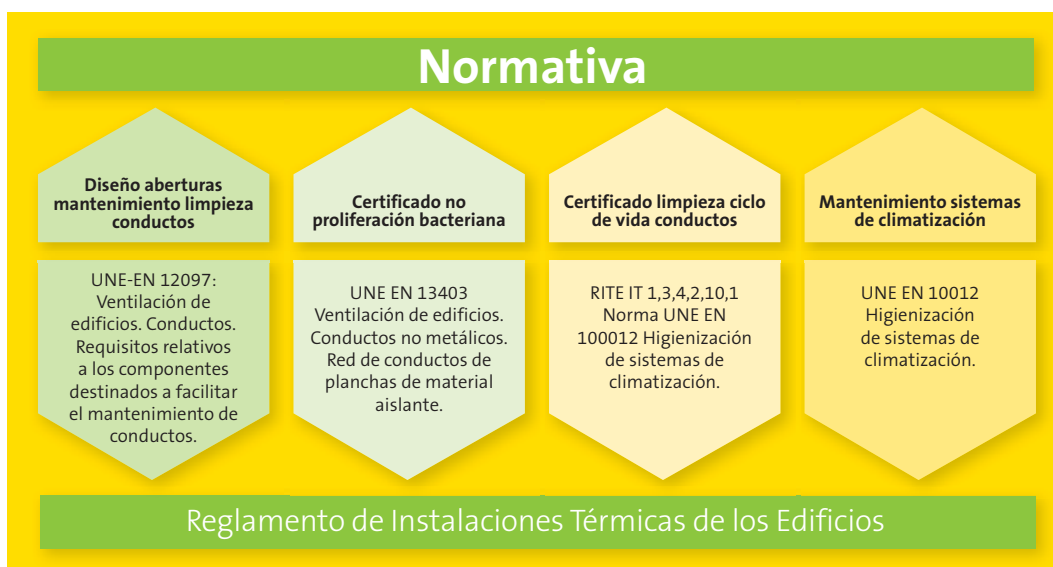 Normativa
Diseño aberturas
mantenimiento limpieza
conductos
UNE-EN 12097:
Ventilación de
edificios. Conductos.
Requisitos relativos
a los componentes
destinados a facilitar
el mantenimiento de
conductos.
Certificado no
proliferación bacteriana
UNE EN 13403
Ventilación de edificios.
Conductos no metálicos.
Red de conductos de
planchas de material
aislante.
Certificado limpieza ciclo
de vida conductos
RITE IT 1,3,4,2,10,1
Norma UNE EN
100012 Higienización
de sistemas de
climatización.
Mantenimiento sistemas
de climatización
UNE EN 10012
Higienización
de sistemas de
climatización.
Reglamento de Instalaciones Térmicas de los Edificios